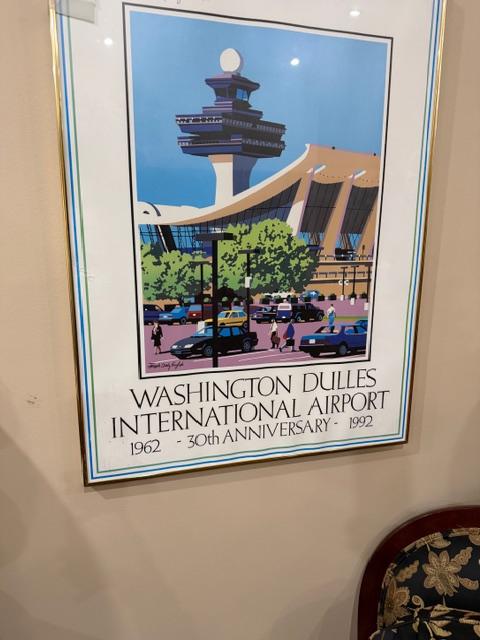 WASHINGTON DULLES
INTERNATIONAL AIRPORT
1962 - 30th ANNIVERSARY - 1992